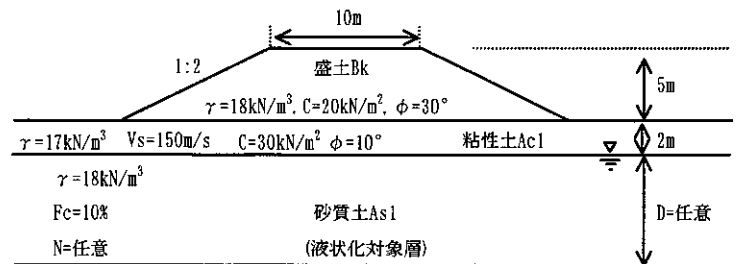 10m
1:2
盛土Bk
5m
γ=18kN/m³, C=20kN/m², φ=30°
γ=17kN/m³ Vs=150m/s C=30kN/m² φ=10° 粘性土Ac1
2m
γ=18kN/m³
Fc=10% 砂質土As1 D=任意
N=任意 (液状化対象層)